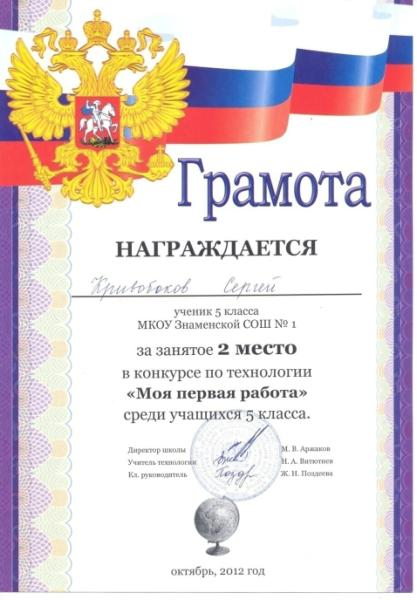 Грамота
НАГРАЖДАЕТСЯ
Кривобоков Сергей
ученик 5 класса
МКОУ Знаменской СОШ № 1
за занятое 2 место
в конкурсе по технологии
«Моя первая работа»
среди учащихся 5 класса.
Директор школы М. В. Аржаков
Учитель технологии Н. А. Витютнев
Кл. руководитель Ж. Н. Поздеева
октябрь, 2012 год